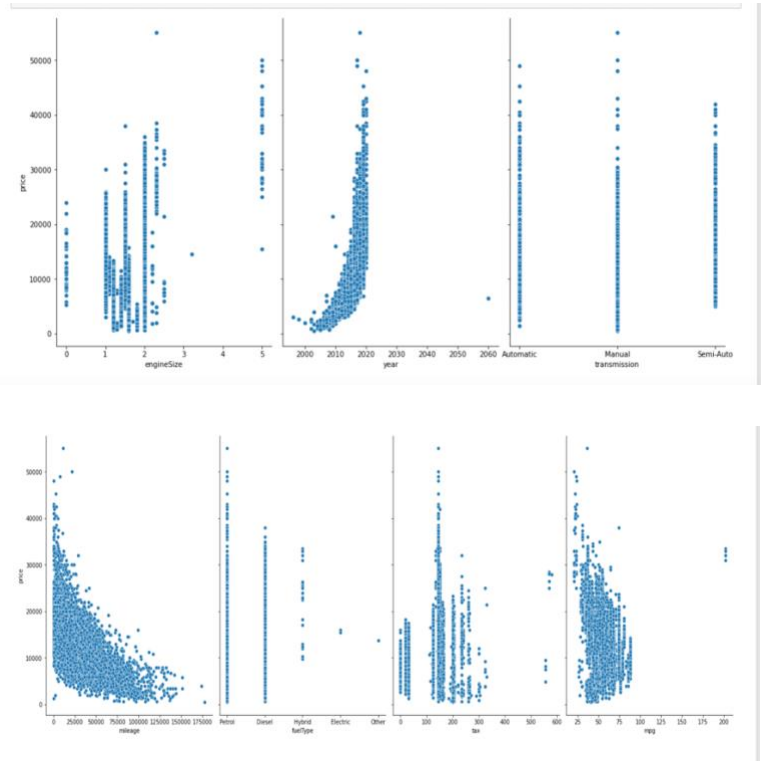 50000
40000
30000
20000
10000
0
price
0 1 2 3 4 5
engineSize
2000 2010 2020 2030 2040 2050 2060
year
Automatic Manual Semi-Auto
transmission
50000
40000
30000
20000
10000
0
price
0 25000 50000 75000 100000 125000 150000 175000
mileage
Petrol Diesel Hybrid Electric Other
fuelType
0 100 200 300 400 500 600
tax
25 50 75 100 125 150 175 200
mpg